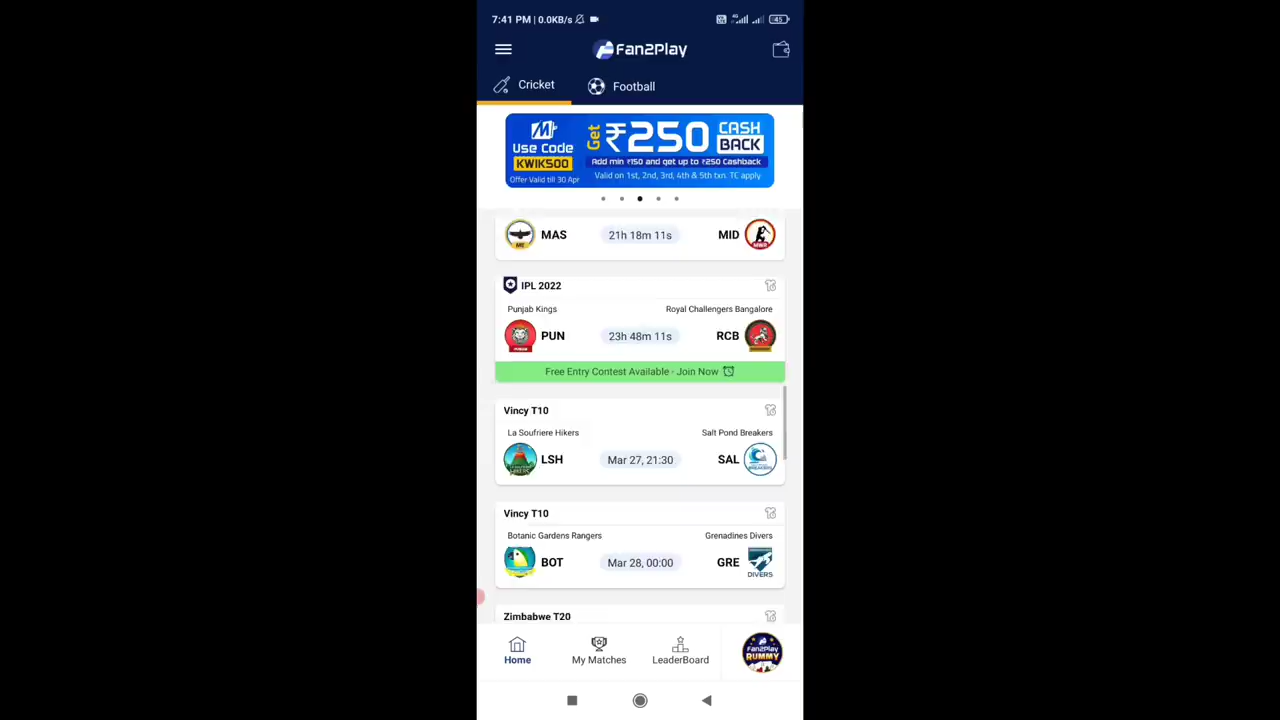 7:41 PM | 0.0KB/s
45
Fan2Play
Cricket
Football
Use Code
KWIK500
Offer Valid till 30 Apr
Get ₹250 CASH BACK
Add min ₹150 and get up to ₹250 Cashback
Valid on 1st, 2nd, 3rd, 4th & 5th txn. TC apply.
MAS 21h 18m 11s MID
IPL 2022
Punjab Kings Royal Challengers Bangalore
PUN 23h 48m 11s RCB
Free Entry Contest Available - Join Now
Vincy T10
La Soufriere Hikers Salt Pond Breakers
LSH Mar 27, 21:30 SAL
Vincy T10
Botanic Gardens Rangers Grenadines Divers
BOT Mar 28, 00:00 GRE
DIVERS
Zimbabwe T20
Home
My Matches
LeaderBoard
Fan2Play
RUMMY